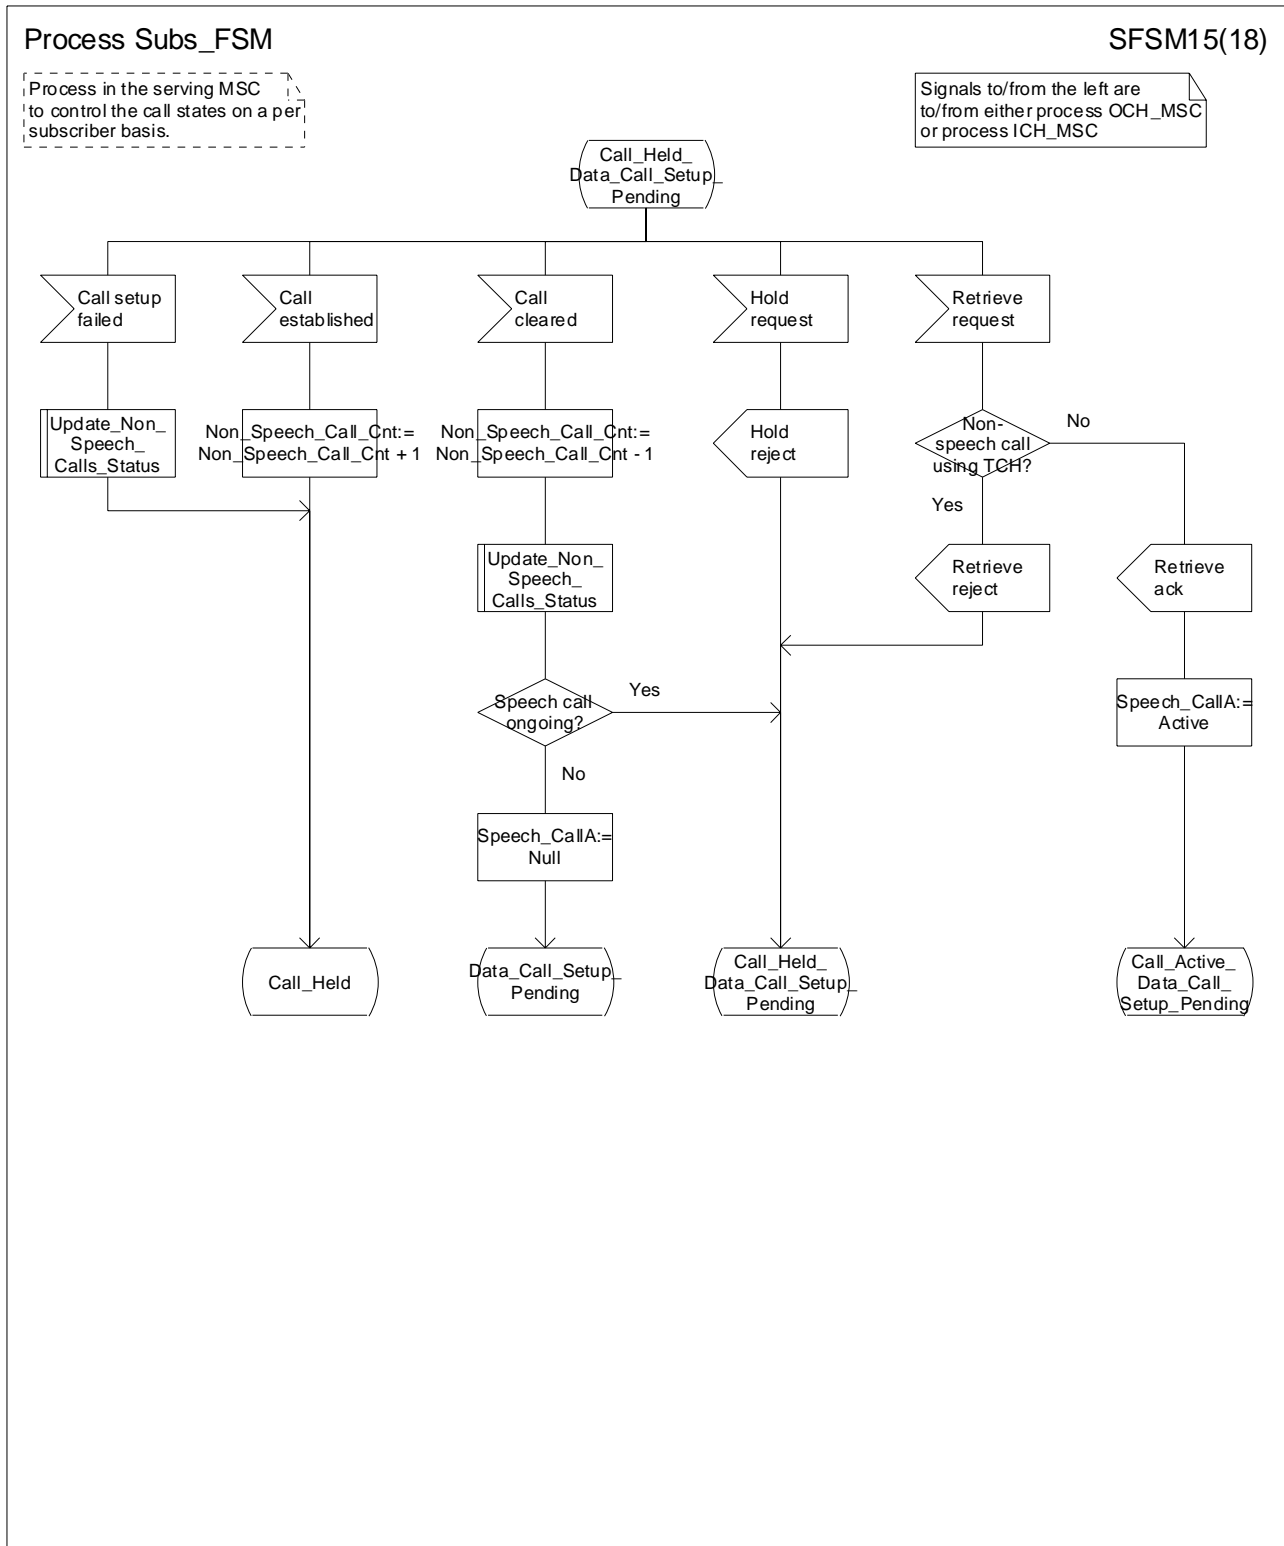 Process Subs_FSM
SFSM15(18)
Process in the serving MSC
to control the call states on a per
subscriber basis.
Signals to/from the left are
to/from either process OCH_MSC
or process ICH_MSC
Call_Held_
Data_Call_Setup_
Pending
Call setup
failed
Call
established
Call
cleared
Hold
request
Retrieve
request
Update_Non_
Speech_
Calls_Status
Non_Speech_Call_Cnt:=
Non_Speech_Call_Cnt + 1
Non_Speech_Call_Cnt:=
Non_Speech_Call_Cnt - 1
Hold
reject
Non-
speech call
using TCH?
No
Yes
Update_Non_
Speech_
Calls_Status
Retrieve
reject
Retrieve
ack
Speech call
ongoing?
Yes
No
Speech_CallA:=
Active
Speech_CallA:=
Null
Call_Held
Data_Call_Setup_
Pending
Call_Held_
Data_Call_Setup_
Pending
Call_Active_
Data_Call_
Setup_Pending